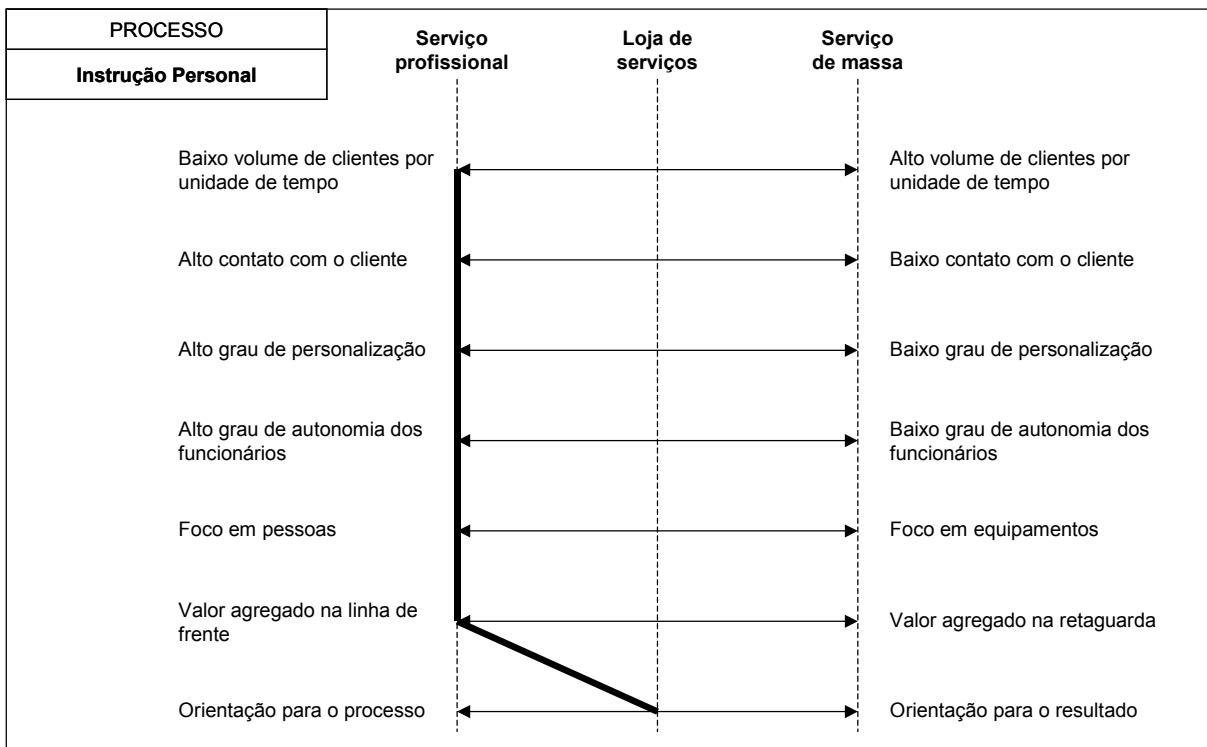 PROCESSO
Instrução Personal
Serviço
profissional
Loja de
serviços
Serviço
de massa
Baixo volume de clientes por
unidade de tempo
Alto volume de clientes por
unidade de tempo
Alto contato com o cliente
Baixo contato com o cliente
Alto grau de personalização
Baixo grau de personalização
Alto grau de autonomia dos
funcionários
Baixo grau de autonomia dos
funcionários
Foco em pessoas
Foco em equipamentos
Valor agregado na linha de
frente
Valor agregado na retaguarda
Orientação para o processo
Orientação para o resultado